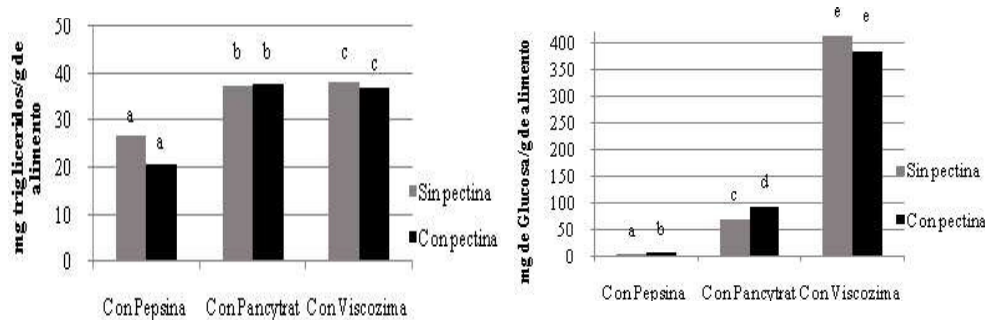 mg trigliceridos/g de
alimento
50
40
30
20
10
0
a
a
b b
c
c
Con Pepsina Con Pancytrat Con Viscozima
Sin pectina
Con pectina
mg de Glucosa/g de alimento
400
350
300
250
200
150
100
50
0
a b
c
d
e e
Con Pepsina Con Pancytrat Con Viscozima
Sin pectina
Con pectina